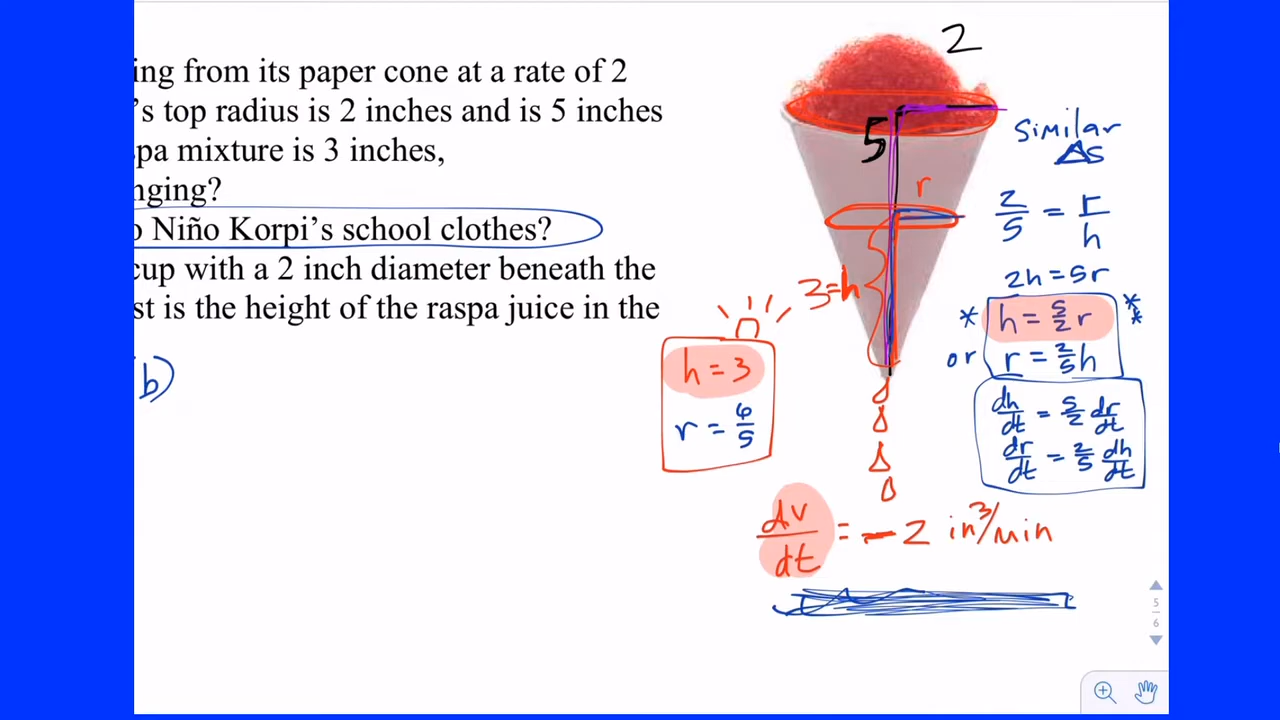 ing from its paper cone at a rate of 2
's top radius is 2 inches and is 5 inches
spa mixture is 3 inches,
nging?
o Niño Korpi's school clothes?
cup with a 2 inch diameter beneath the
st is the height of the raspa juice in the
b)
2
5
r
3=h
h = 3
r = 6/5
Similar
Δs
2/5 = r/h
2h = 5r
* h = 5/2 r **
or r = 2/5 h
dh/dt = 5/2 dr/dt
dr/dt = 2/5 dh/dt
dV/dt = -2 in³/min
5
6